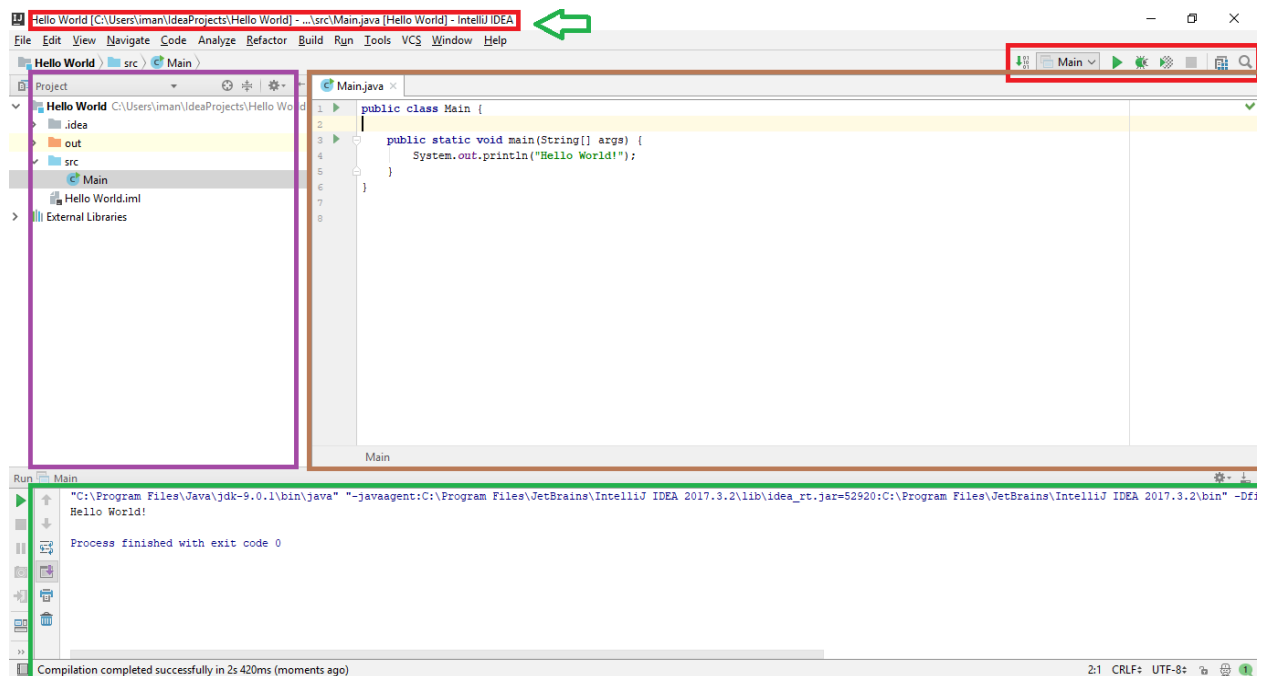 Hello World [C:\Users\iman\IdeaProjects\Hello World] - ...\src\Main.java [Hello World] - IntelliJ IDEA
File Edit View Navigate Code Analyze Refactor Build Run Tools VCS Window Help
Hello World src Main
Main
Project
Main.java
Hello World C:\Users\iman\IdeaProjects\Hello World
.idea
out
src
Main
Hello World.iml
External Libraries
1 public class Main {
2
3 public static void main(String[] args) {
4 System.out.println("Hello World!");
5 }
6 }
7
8
Main
Run Main
"C:\Program Files\Java\jdk-9.0.1\bin\java" "-javaagent:C:\Program Files\JetBrains\IntelliJ IDEA 2017.3.2\lib\idea_rt.jar=52920:C:\Program Files\JetBrains\IntelliJ IDEA 2017.3.2\bin" -Dfi
Hello World!
Process finished with exit code 0
Compilation completed successfully in 2s 420ms (moments ago)
2:1 CRLF UTF-8 1